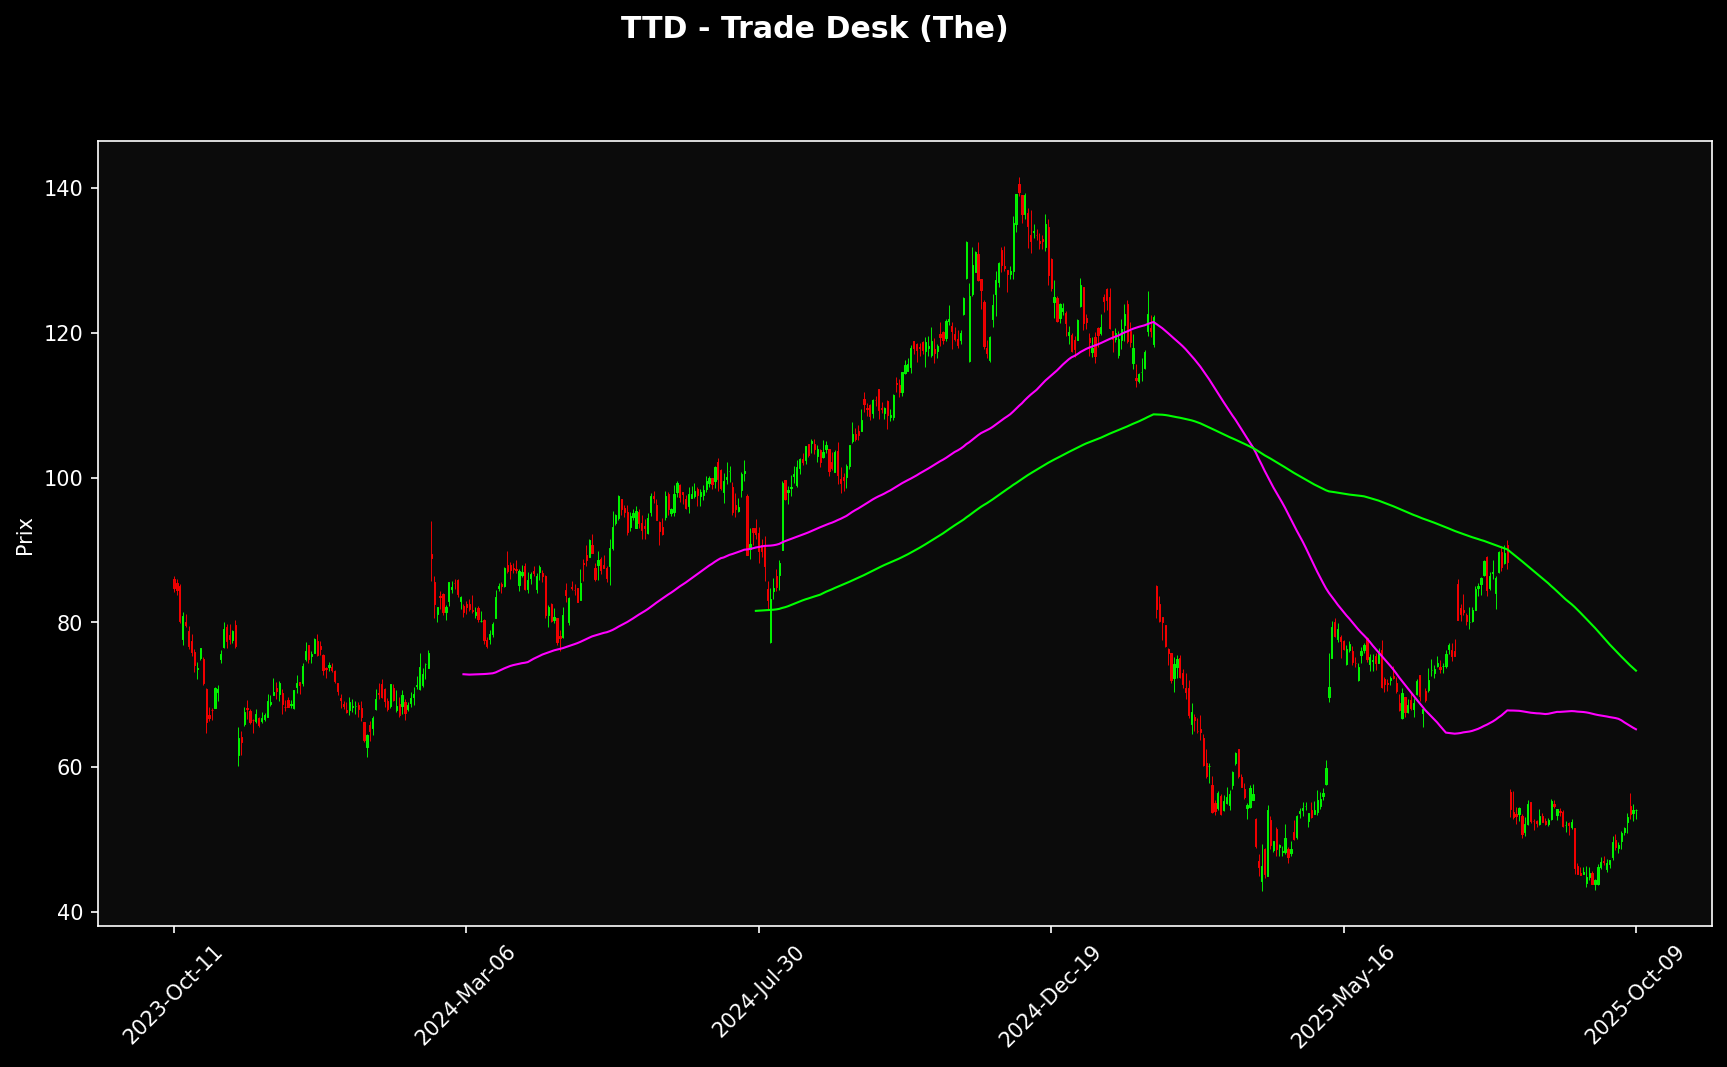 TTD - Trade Desk (The)
Prix
140
120
100
80
60
40
2023-Oct-11
2024-Mar-06
2024-Jul-30
2024-Dec-19
2025-May-16
2025-Oct-09